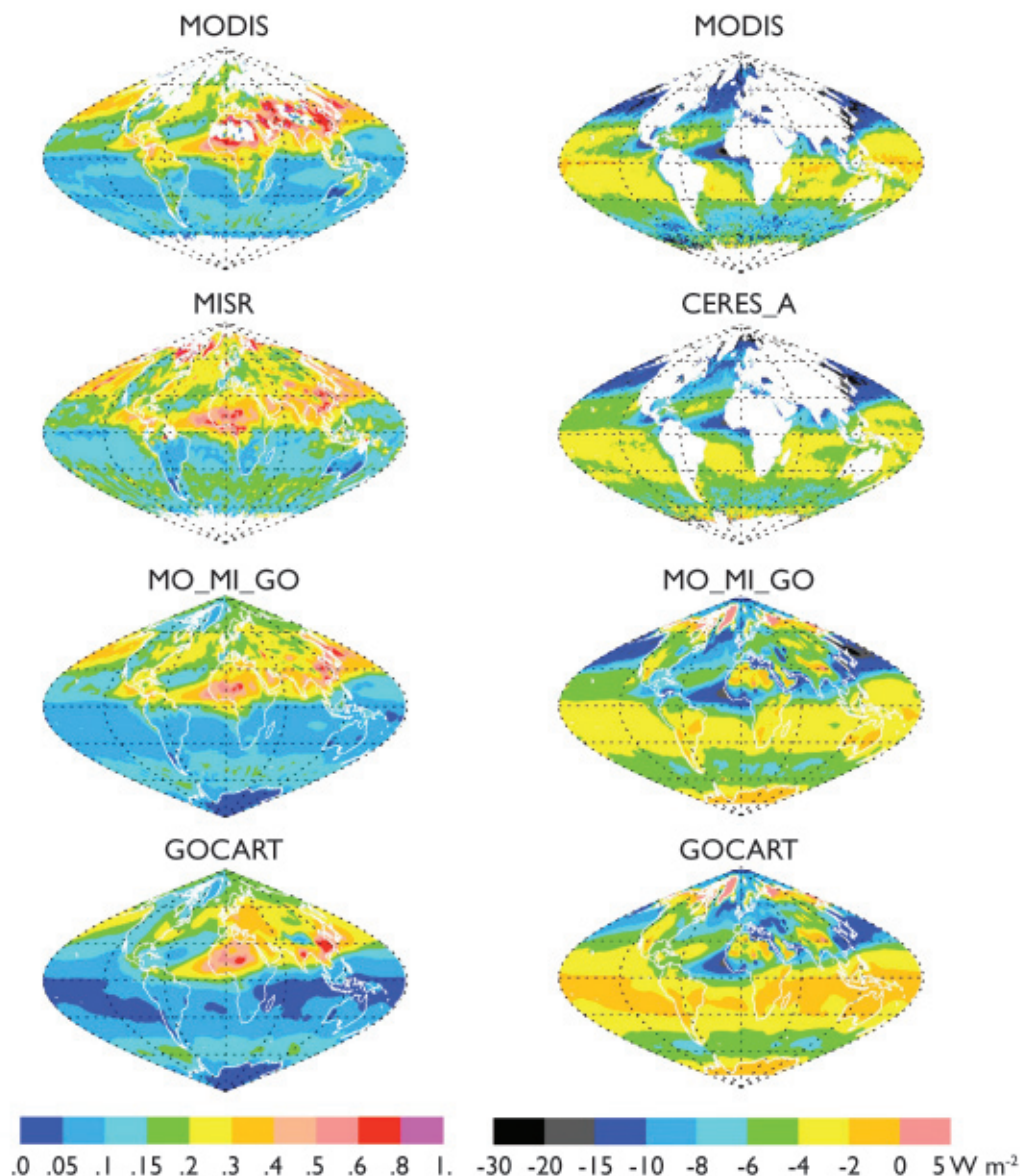 MODIS MODIS
MISR CERES_A
MO_MI_GO MO_MI_GO
GOCART GOCART
.0 .05 .1 .15 .2 .3 .4 .5 .6 .8 1. -30 -20 -15 -10 -8 -6 -4 -2 0 5 W m-2